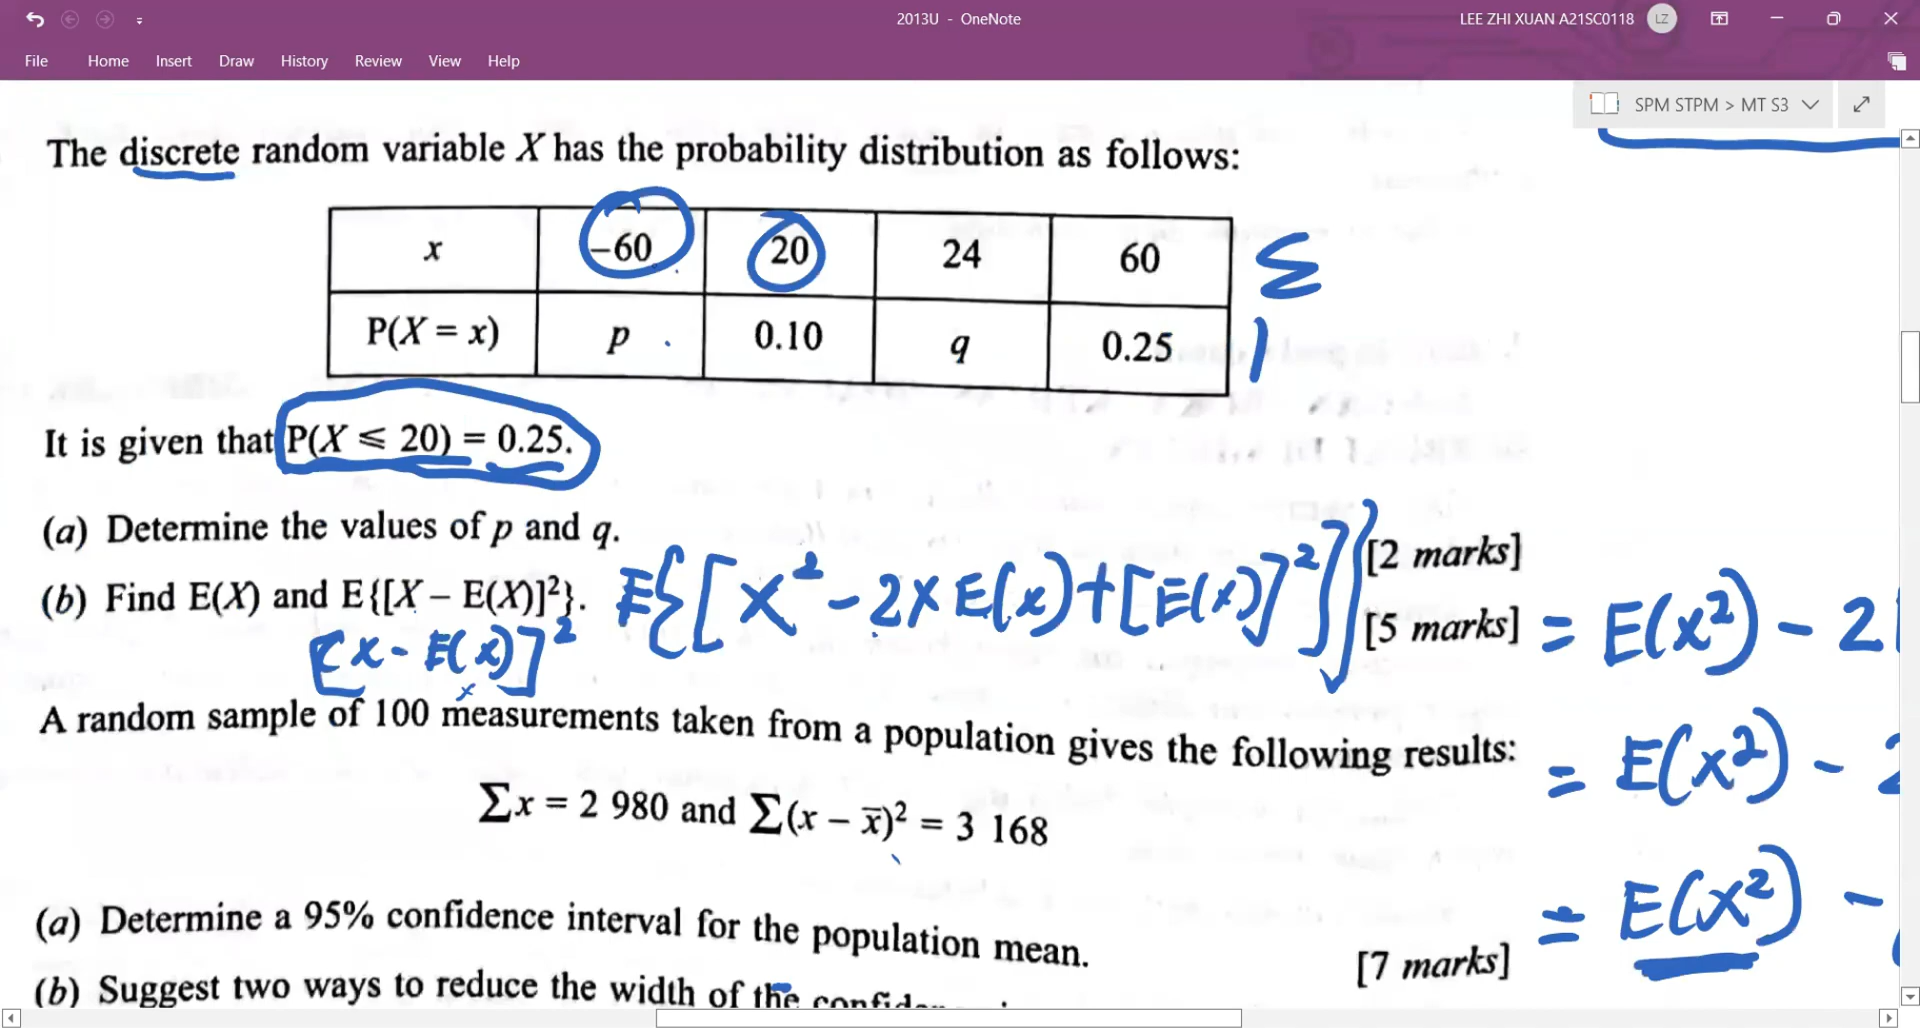 2013U - OneNote
LEE ZHI XUAN A21SC0118 LZ
File Home Insert Draw History Review View Help
SPM STPM > MT S3
The discrete random variable X has the probability distribution as follows:
x -60 20 24 60 Σ
P(X = x) p 0.10 q 0.25 1
It is given that P(X ⩽ 20) = 0.25.
(a) Determine the values of p and q. [2 marks]
(b) Find E(X) and E{[X – E(X)]²}. [5 marks]
E{[X² - 2X E(X) + [E(X)]²]}
= E(X²) - 2
[X - E(X)]²
A random sample of 100 measurements taken from a population gives the following results:
= E(X²) - 2
∑x = 2 980 and ∑(x – x̄)² = 3 168
= E(X²) -
(a) Determine a 95% confidence interval for the population mean. [7 marks]
(b) Suggest two ways to reduce the width of the